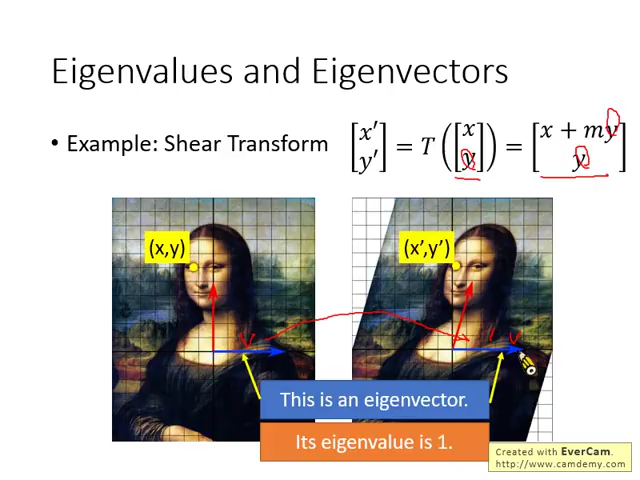 Eigenvalues and Eigenvectors
• Example: Shear Transform [x′ y′] = T([x y]) = [x + my y]
(x,y) (x′,y′)
v 1 v
This is an eigenvector.
Its eigenvalue is 1.
Created with EverCam.
http://www.camdemy.com